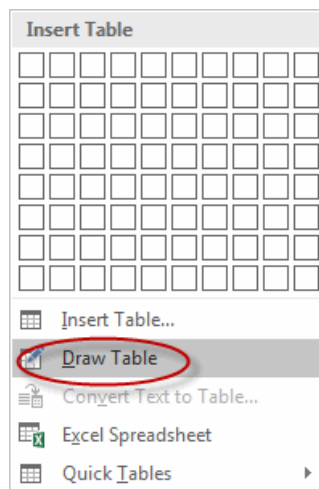 Insert Table
Insert Table...
Draw Table
Convert Text to Table...
Excel Spreadsheet
Quick Tables